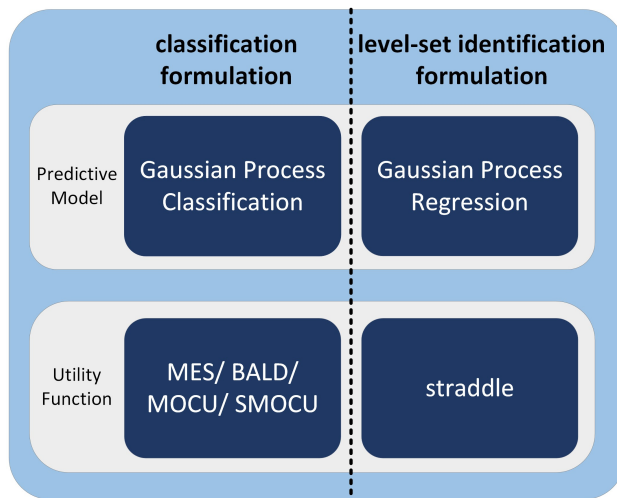 classification
formulation
level-set identification
formulation
Predictive
Model
Gaussian Process
Classification
Gaussian Process
Regression
Utility
Function
MES/ BALD/
MOCU/ SMOCU
straddle